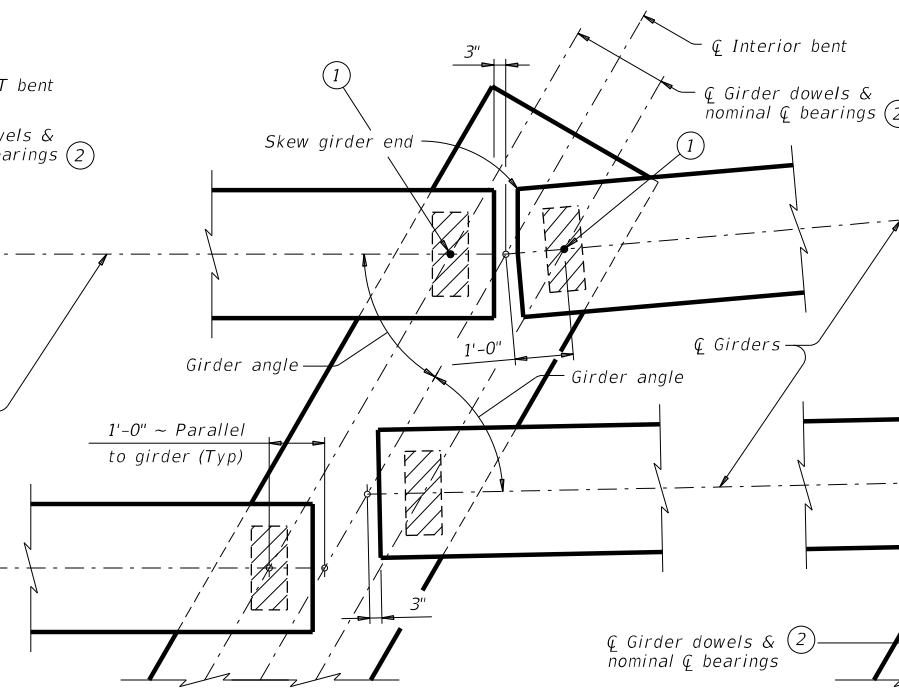 3"
℄ Interior bent
1
T bent
℄ Girder dowels &
nominal ℄ bearings 2
wels &
earings 2
Skew girder end
1
1'-0"
℄ Girders
Girder angle
Girder angle
1'-0" ~ Parallel
to girder (Typ)
3"
℄ Girder dowels & 2
nominal ℄ bearings